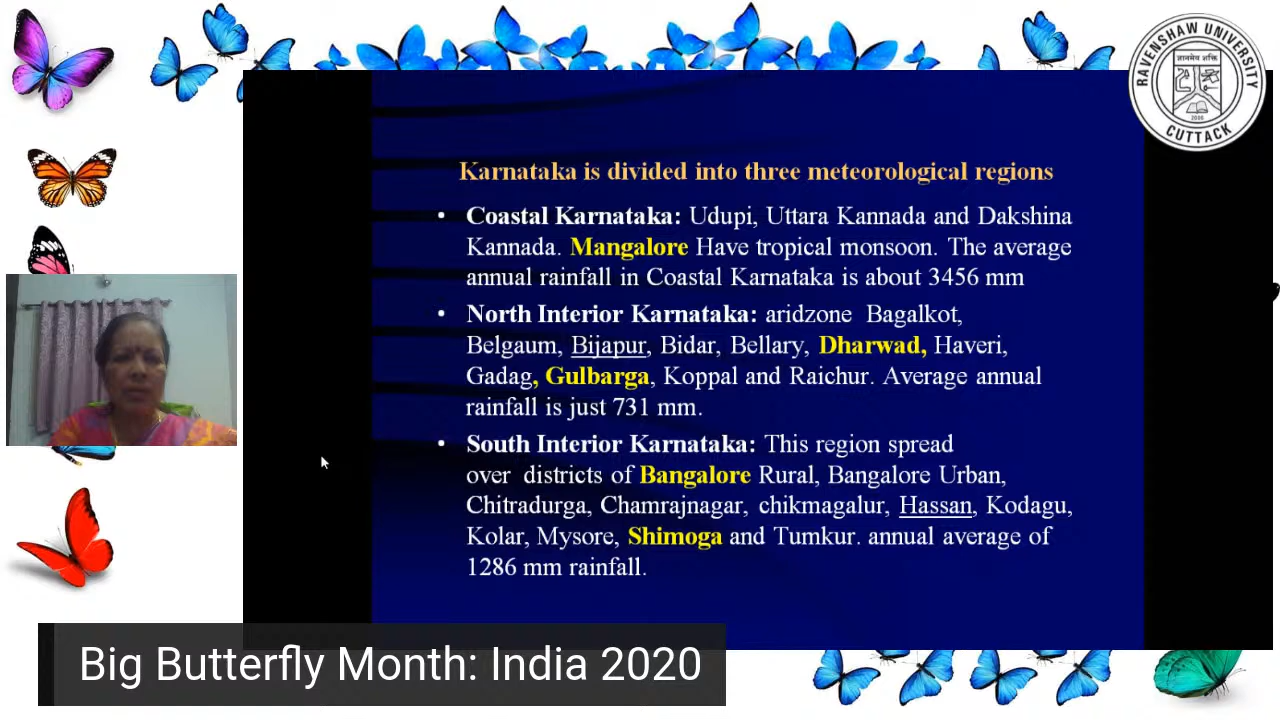 RAVENSHAW UNIVERSITY
ज्ञानमेव शक्ति
2006
CUTTACK
Karnataka is divided into three meteorological regions
• Coastal Karnataka: Udupi, Uttara Kannada and Dakshina
Kannada. Mangalore Have tropical monsoon. The average
annual rainfall in Coastal Karnataka is about 3456 mm
• North Interior Karnataka: aridzone Bagalkot,
Belgaum, Bijapur, Bidar, Bellary, Dharwad, Haveri,
Gadag, Gulbarga, Koppal and Raichur. Average annual
rainfall is just 731 mm.
• South Interior Karnataka: This region spread
over districts of Bangalore Rural, Bangalore Urban,
Chitradurga, Chamrajnagar, chikmagalur, Hassan, Kodagu,
Kolar, Mysore, Shimoga and Tumkur. annual average of
1286 mm rainfall.
Big Butterfly Month: India 2020